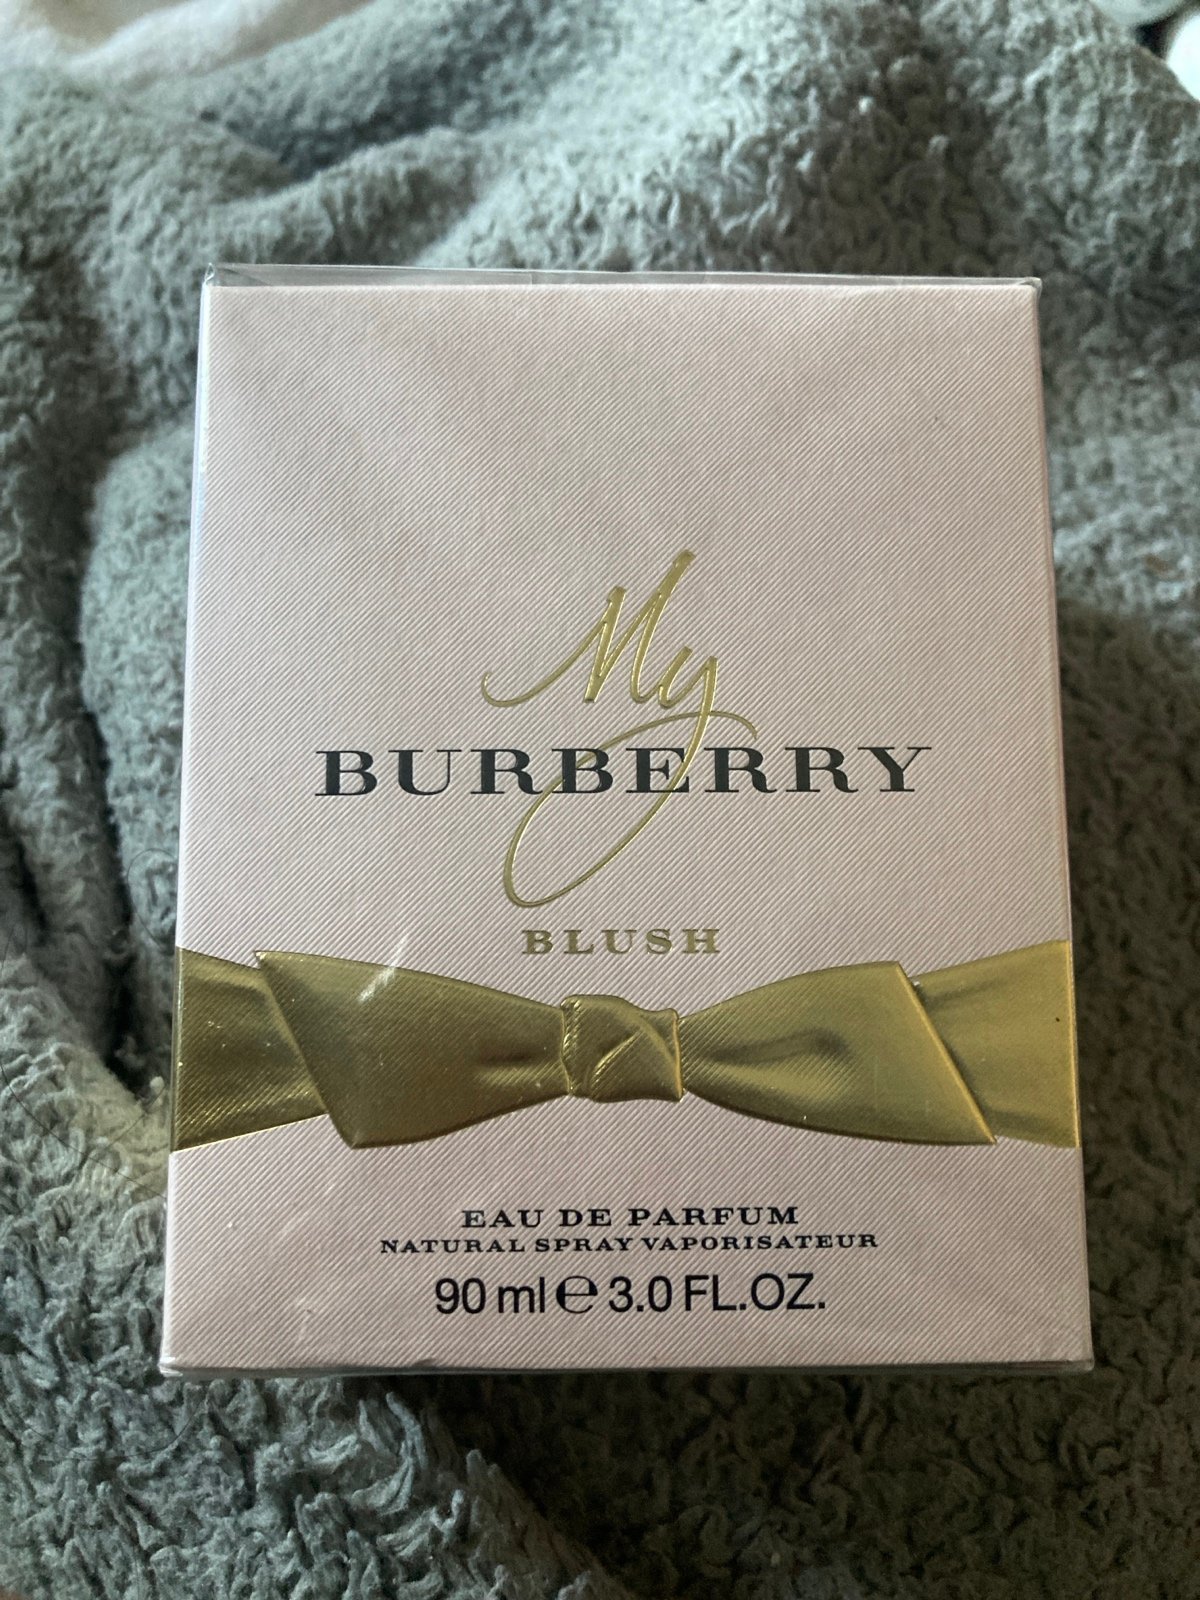 My
BURBERRY
BLUSH
EAU DE PARFUM
NATURAL SPRAY VAPORISATEUR
90 ml ℮ 3.0 FL.OZ.